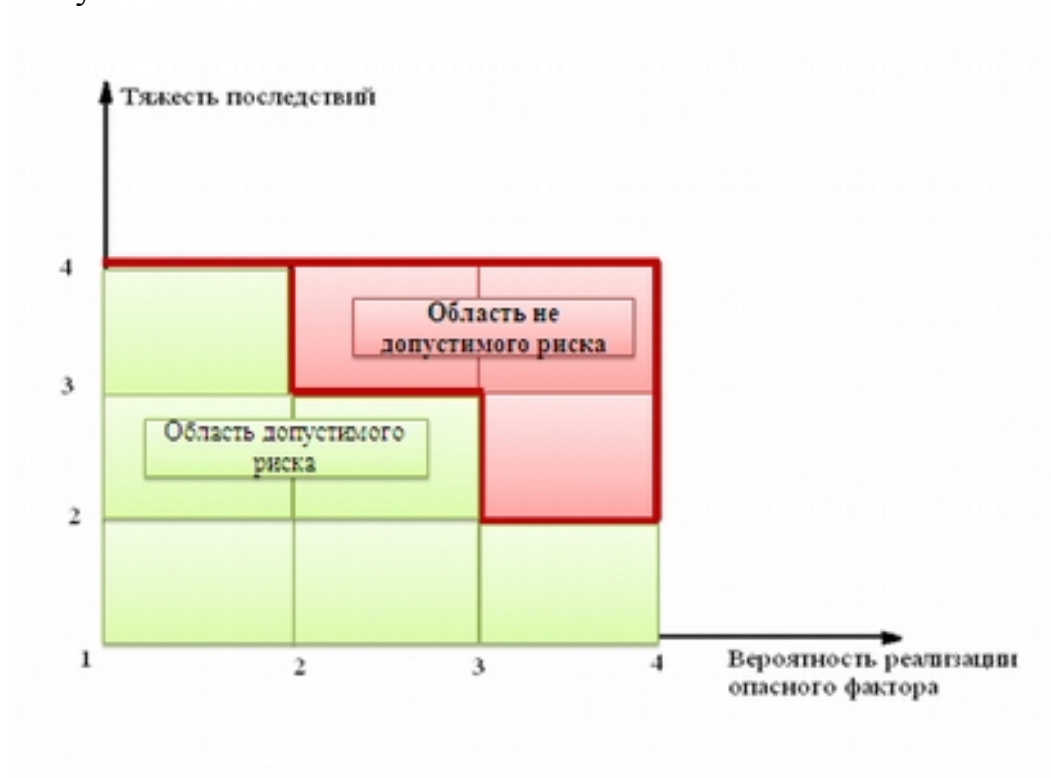 Тяжесть последствий
4
Область не
допустимого риска
3
Область допустимого
риска
2
1
2
3
4
Вероятность реализации
опасного фактора